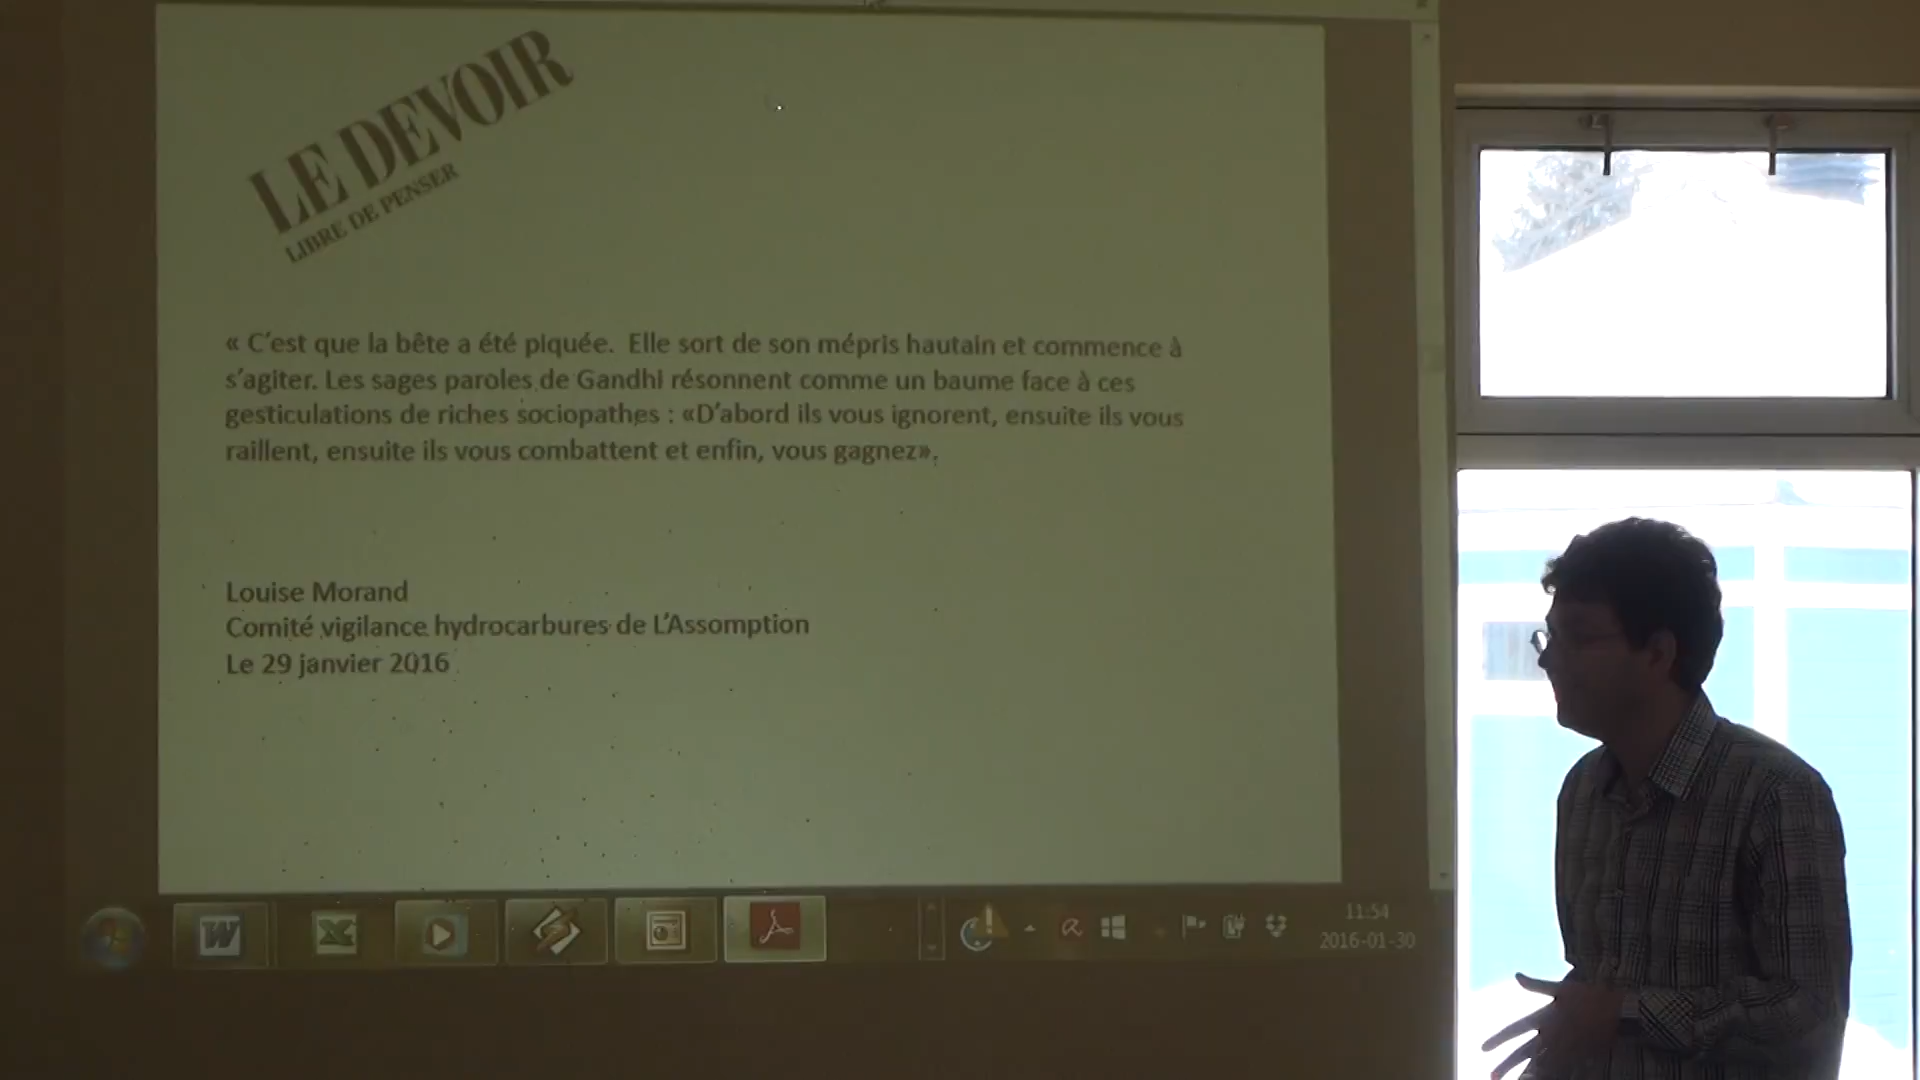 LE DEVOIR
LIBRE DE PENSER
« C'est que la bête a été piquée. Elle sort de son mépris hautain et commence à
s'agiter. Les sages paroles de Gandhi résonnent comme un baume face à ces
gesticulations de riches sociopathes : «D'abord ils vous ignorent, ensuite ils vous
raillent, ensuite ils vous combattent et enfin, vous gagnez».
Louise Morand
Comité vigilance hydrocarbures de L'Assomption
Le 29 janvier 2016
11:54
2016-01-30